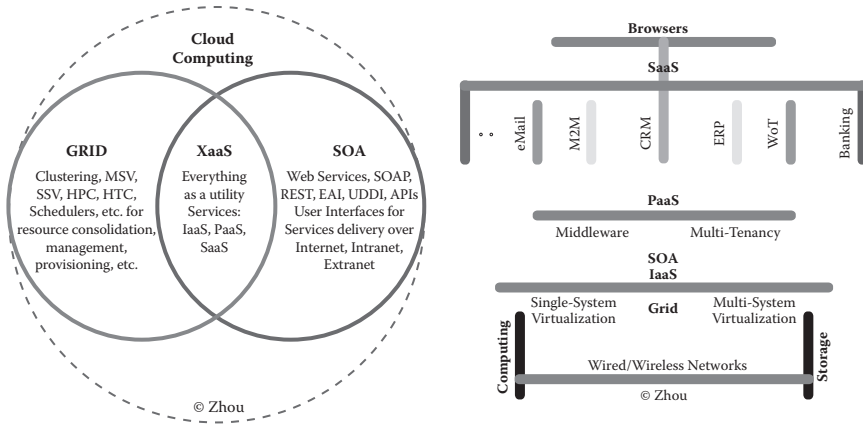 Cloud
Computing
GRID
Clustering, MSV,
SSV, HPC, HTC,
Schedulers, etc. for
resource consolidation,
management,
provisioning, etc.
XaaS
Everything
as a utility
Services:
IaaS, PaaS,
SaaS
SOA
Web Services, SOAP,
REST, EAI, UDDI, APIs
User Interfaces for
Services delivery over
Internet, Intranet,
Extranet
© Zhou
Browsers
SaaS
eMail
M2M
CRM
ERP
WoT
Banking
PaaS
Middleware
Multi-Tenancy
SOA
IaaS
Single-System
Virtualization
Grid
Multi-System
Virtualization
Computing
Storage
Wired/Wireless Networks
© Zhou